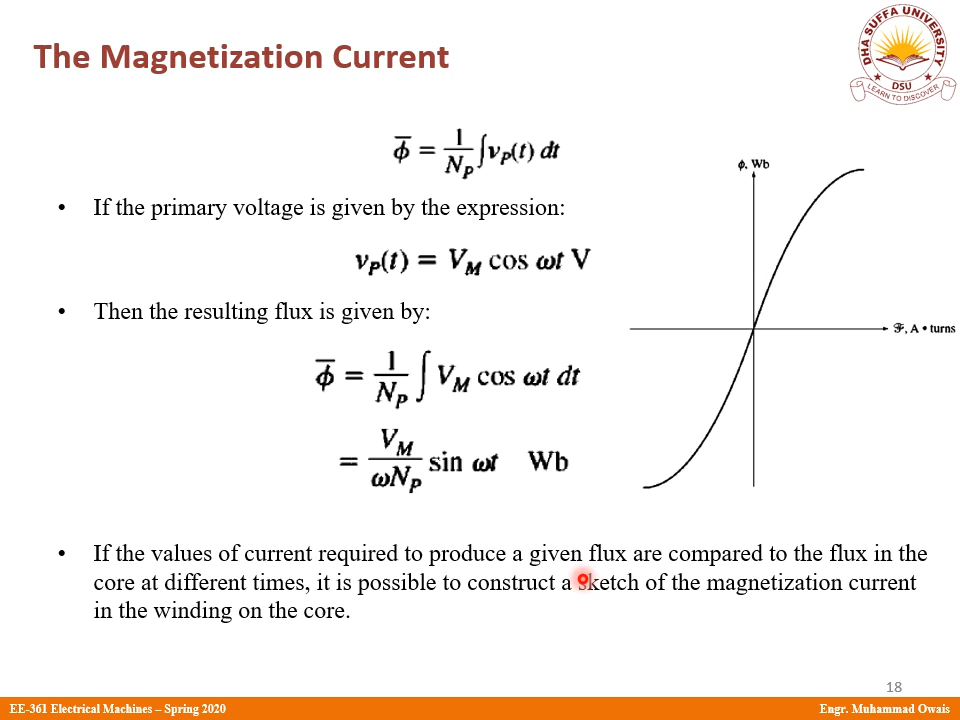 The Magnetization Current
DHA SUFFA UNIVERSITY
DSU
LEARN TO DISCOVER
ϕ̅ = 1/N_P ∫ v_P(t) dt
• If the primary voltage is given by the expression:
v_P(t) = V_M cos ωt V
• Then the resulting flux is given by:
ϕ̅ = 1/N_P ∫ V_M cos ωt dt
= V_M/ωN_P sin ωt Wb
ϕ, Wb
ℱ, A • turns
• If the values of current required to produce a given flux are compared to the flux in the
core at different times, it is possible to construct a sketch of the magnetization current
in the winding on the core.
18
EE-361 Electrical Machines – Spring 2020
Engr. Muhammad Owais